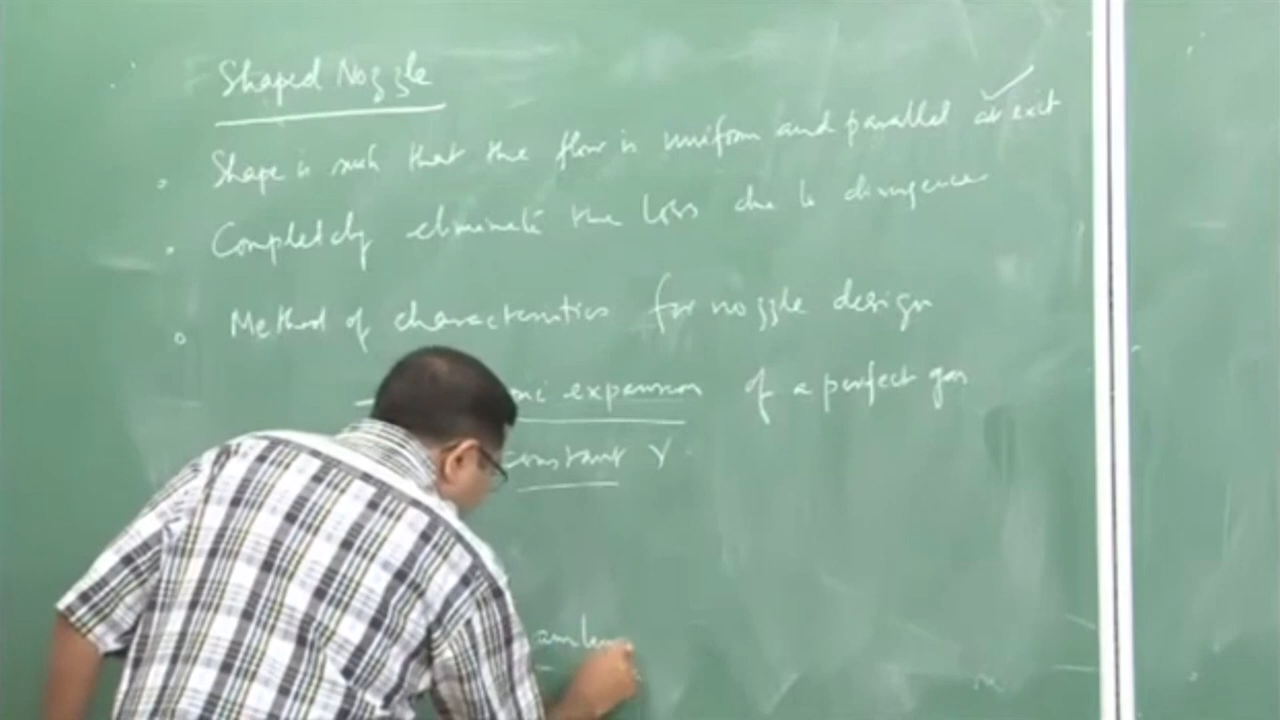 Shaped Nozzle
Shape is such that the flow is uniform and parallel at exit
Completely eliminate the loss due to divergence
Method of characteristics for nozzle design
expansion of a perfect gas
constant γ